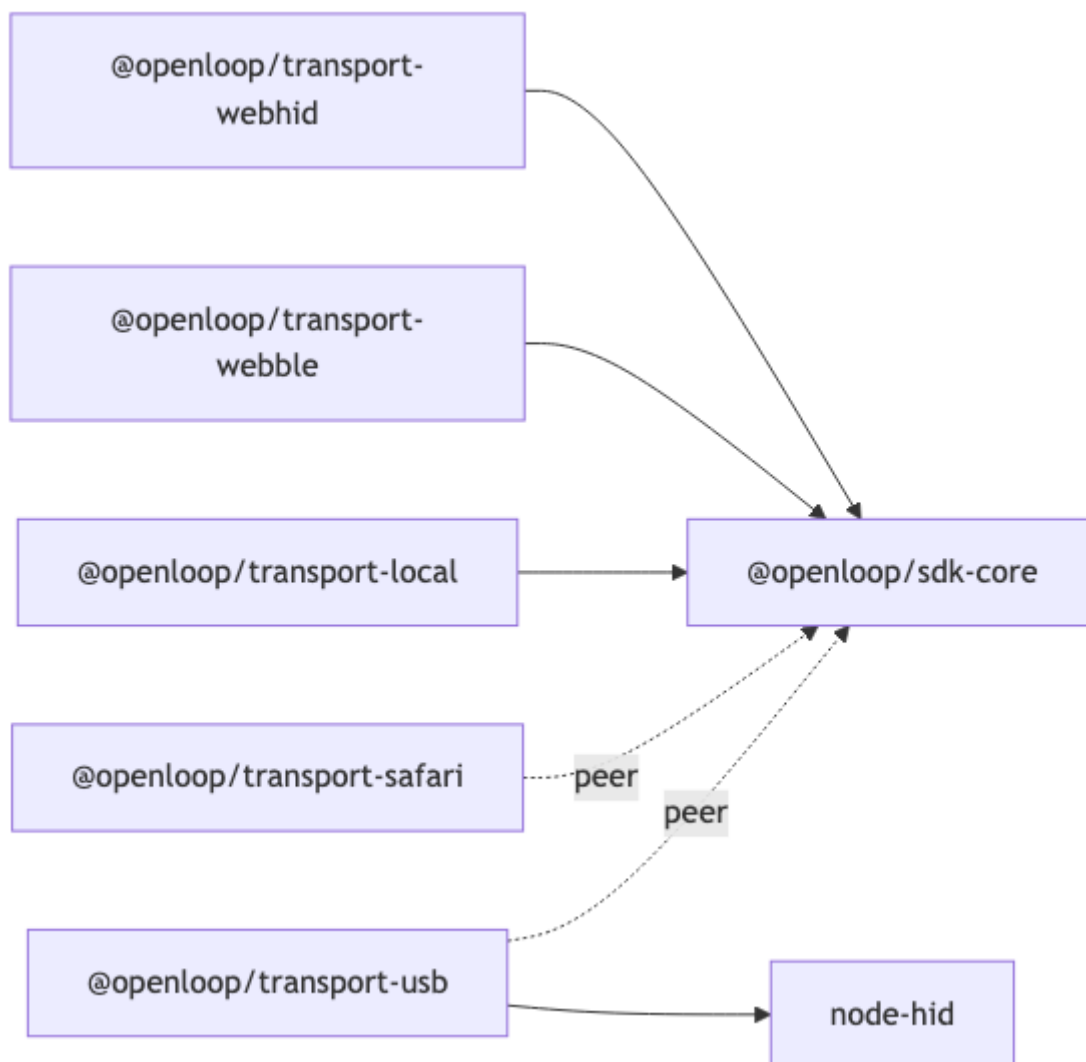 @openloop/transport-
webhid
@openloop/transport-
webble
@openloop/transport-local
@openloop/sdk-core
@openloop/transport-safari
peer
peer
@openloop/transport-usb
node-hid